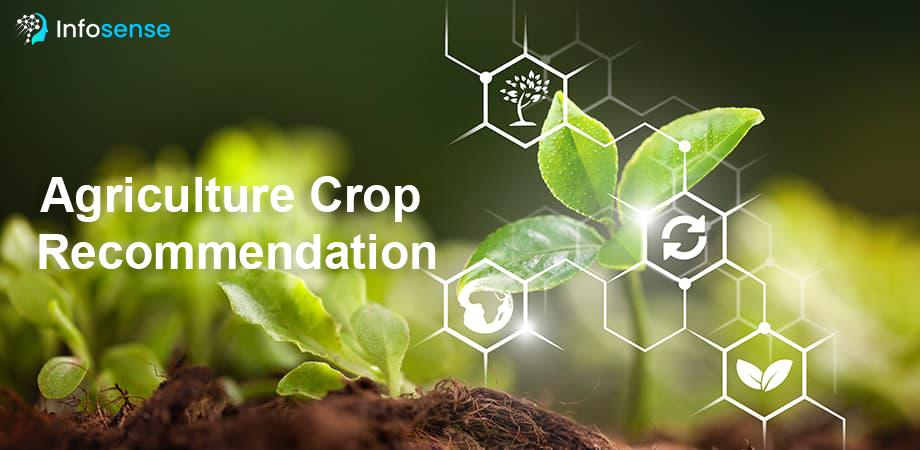 Infosense
Agriculture Crop
Recommendation